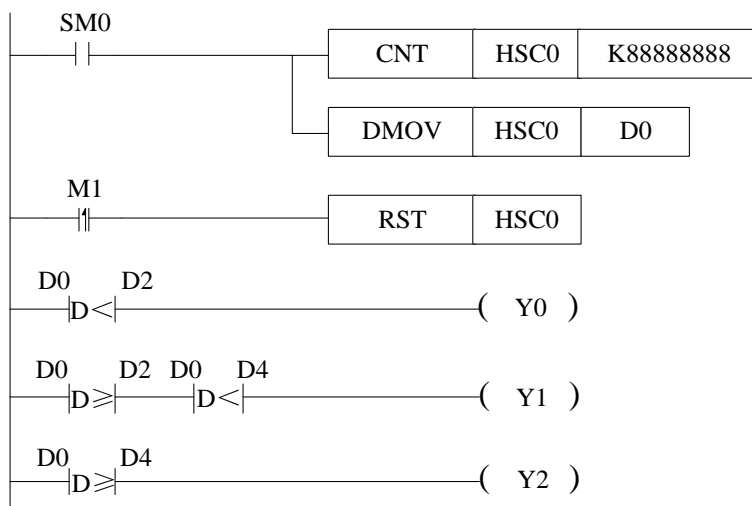 SM0
CNT HSC0 K88888888
DMOV HSC0 D0
M1
RST HSC0
D0 D2
D< ( Y0 )
D0 D2 D0 D4
D≥ D< ( Y1 )
D0 D4
D≥ ( Y2 )